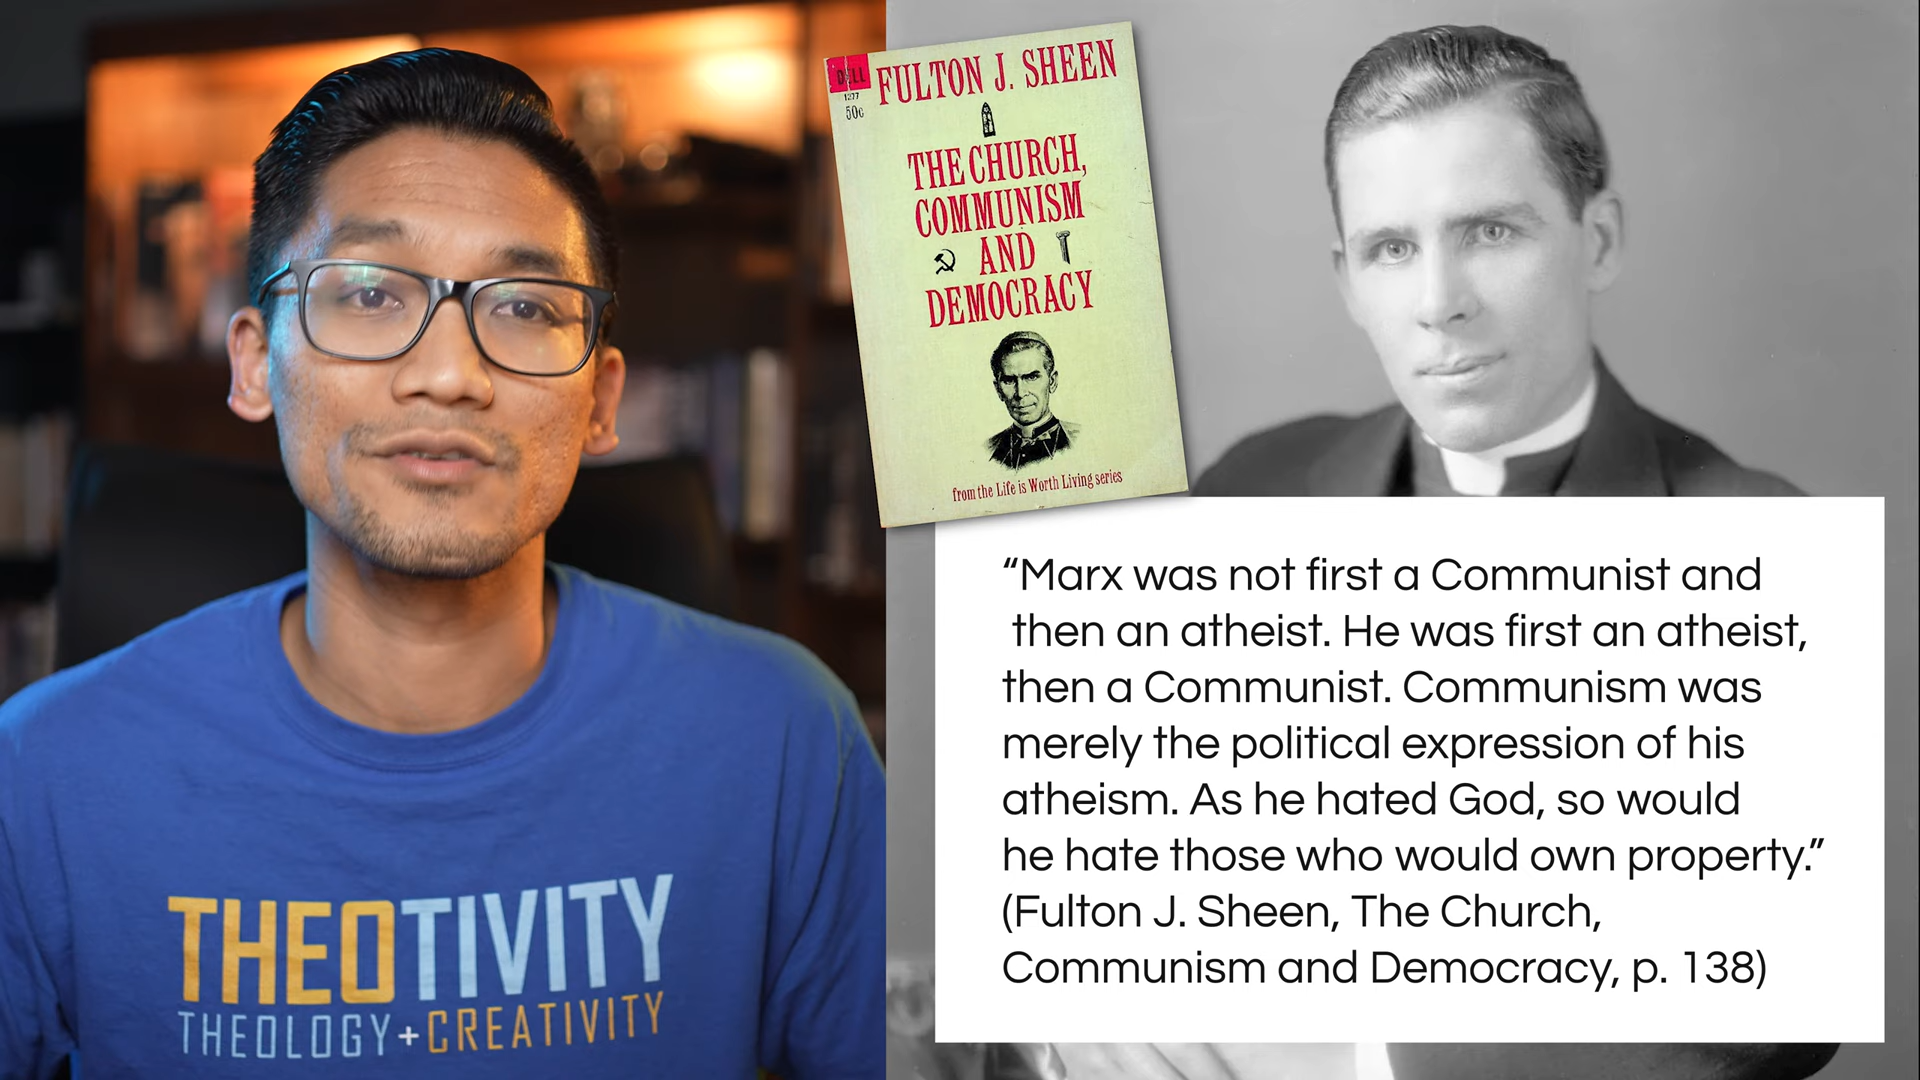 DELL
1277
50c
FULTON J. SHEEN
THE CHURCH,
COMMUNISM
AND
DEMOCRACY
from the Life is Worth Living series
“Marx was not first a Communist and
then an atheist. He was first an atheist,
then a Communist. Communism was
merely the political expression of his
atheism. As he hated God, so would
he hate those who would own property.”
(Fulton J. Sheen, The Church,
Communism and Democracy, p. 138)
THEOTIVITY
THEOLOGY+CREATIVITY